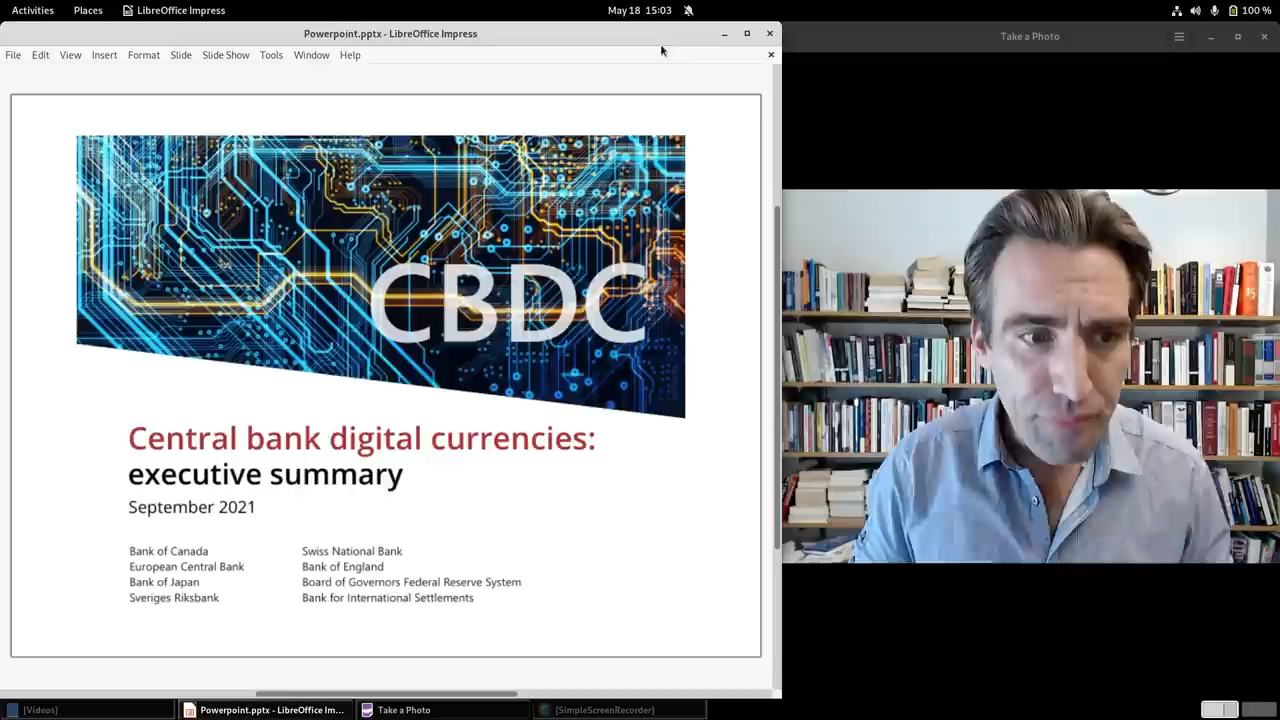 Activities Places LibreOffice Impress May 18 15:03 100 %
Powerpoint.pptx - LibreOffice Impress
Take a Photo
File Edit View Insert Format Slide Slide Show Tools Window Help
CBDC
Central bank digital currencies:
executive summary
September 2021
Bank of Canada
European Central Bank
Bank of Japan
Sveriges Riksbank
Swiss National Bank
Bank of England
Board of Governors Federal Reserve System
Bank for International Settlements
[Videos] Powerpoint.pptx - LibreOffice Im... Take a Photo [SimpleScreenRecorder]